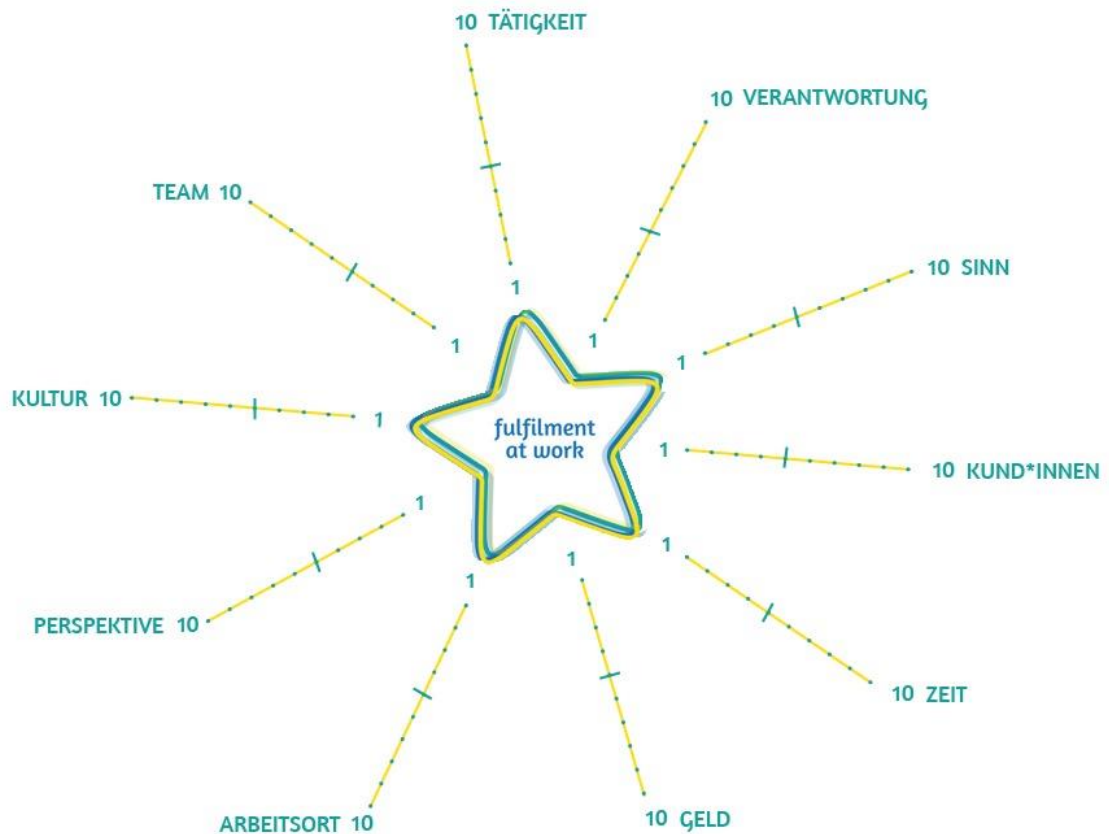 10 TÄTIGKEIT
10 VERANTWORTUNG
TEAM 10
10 SINN
1
1
1
1
KULTUR 10
1
fulfilment
at work
1
10 KUND*INNEN
1
1
1
1
PERSPEKTIVE 10
10 ZEIT
ARBEITSORT 10
10 GELD